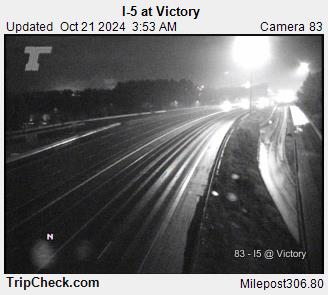 I-5 at Victory
Updated Oct 21 2024 3:53 AM Camera 83
T
N
83 - I5 @ Victory
TripCheck.com Milepost306.80